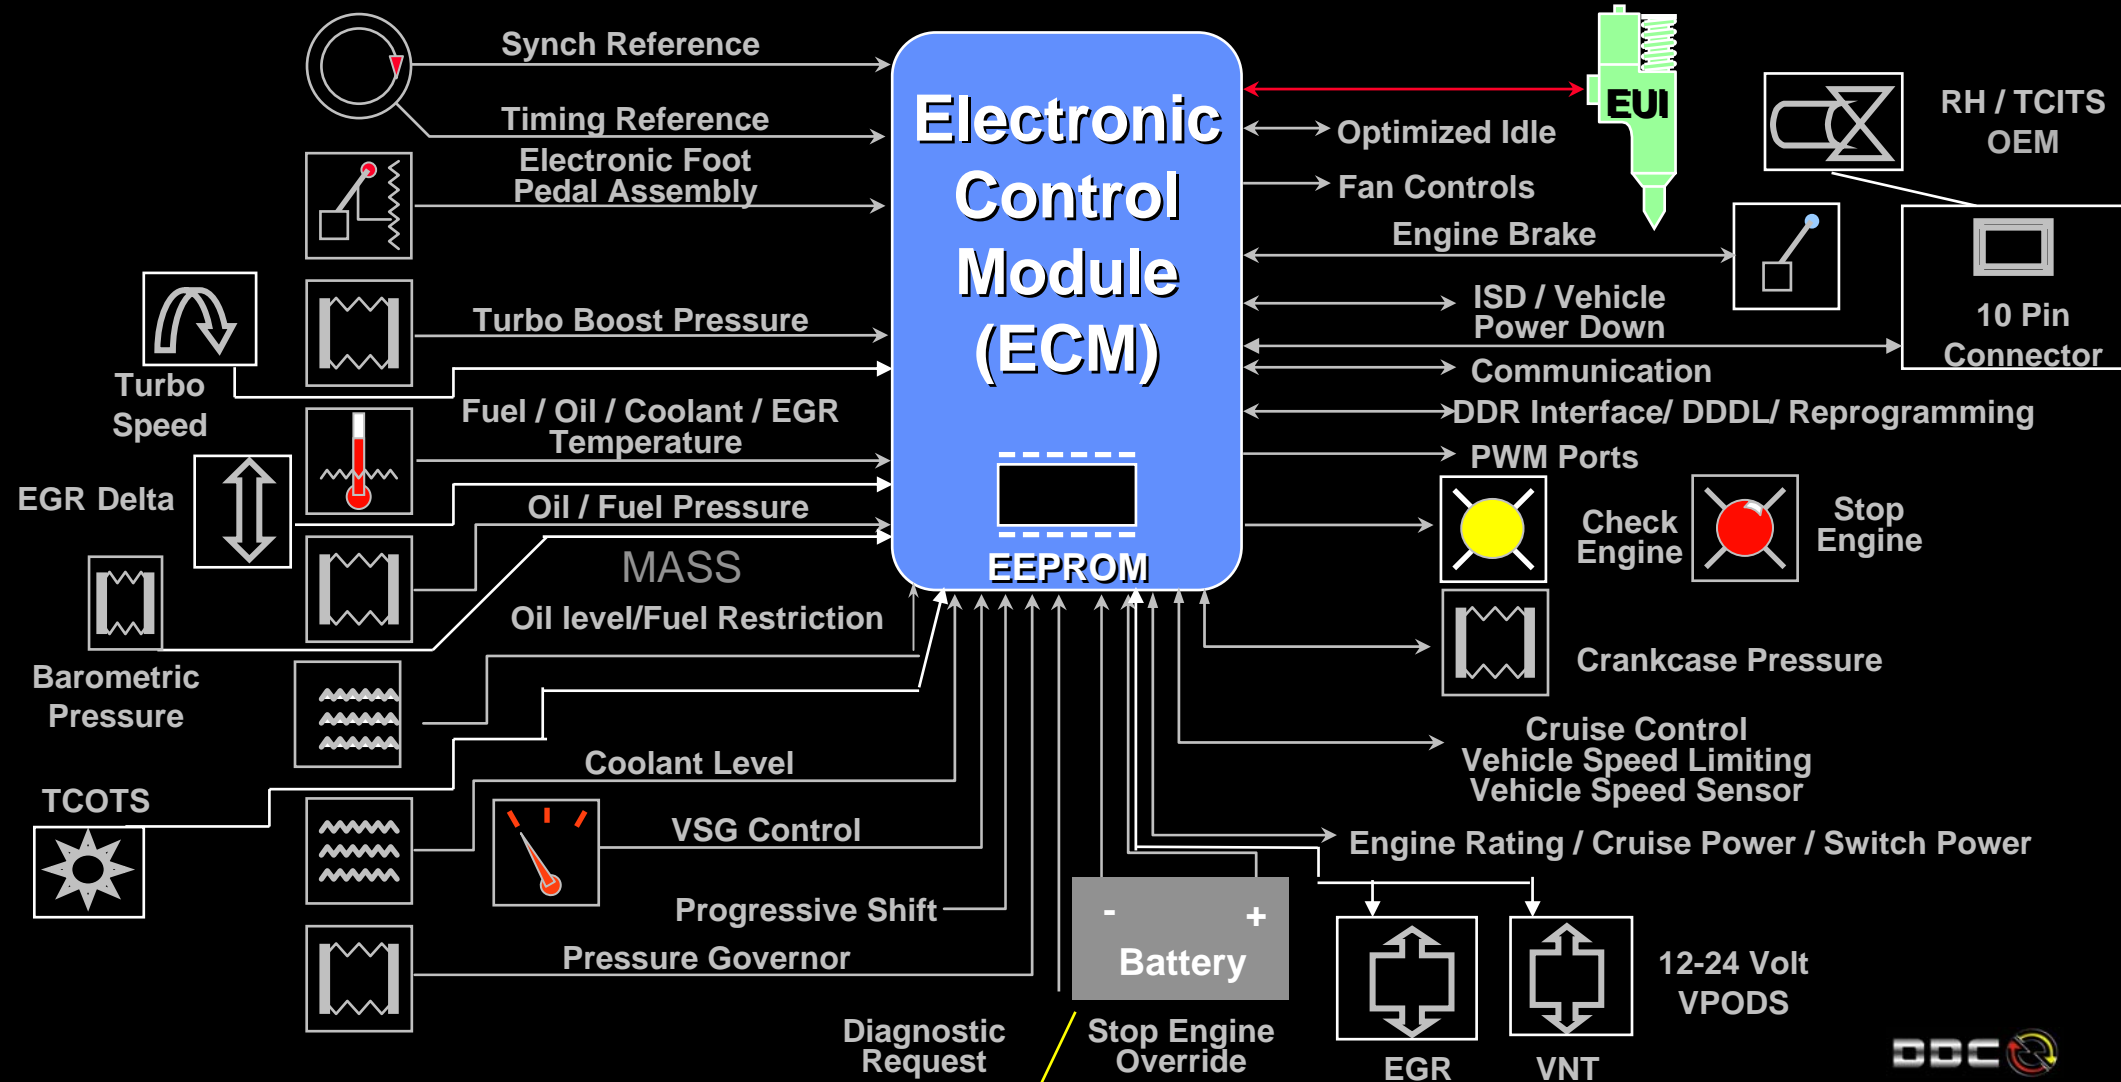 Synch Reference
Timing Reference
Electronic Foot
Pedal Assembly
Turbo Boost Pressure
Turbo
Speed
Fuel / Oil / Coolant / EGR
Temperature
EGR Delta
Oil / Fuel Pressure
MASS
Oil level/Fuel Restriction
Barometric
Pressure
Coolant Level
TCOTS
VSG Control
Progressive Shift
Pressure Governor
Diagnostic
Request
Stop Engine
Override
Electronic
Control
Module
(ECM)
EEPROM
- +
Battery
EUI
Optimized Idle
Fan Controls
Engine Brake
RH / TCITS
OEM
10 Pin
Connector
ISD / Vehicle
Power Down
Communication
DDR Interface/ DDDL/ Reprogramming
PWM Ports
Check
Engine
Stop
Engine
Crankcase Pressure
Cruise Control
Vehicle Speed Limiting
Vehicle Speed Sensor
Engine Rating / Cruise Power / Switch Power
12-24 Volt
VPODS
EGR
VNT
DDC